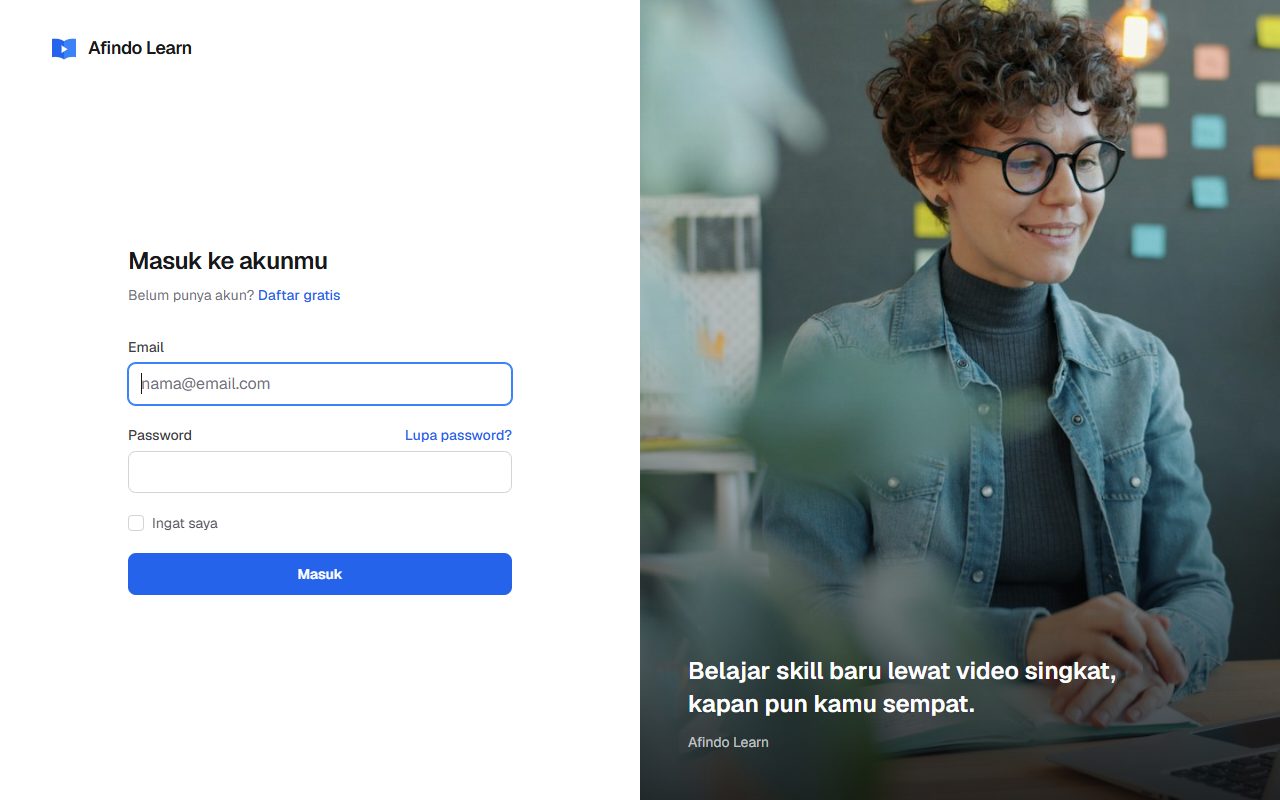 Afindo Learn
Masuk ke akunmu
Belum punya akun? Daftar gratis
Email
nama@email.com
Password
Lupa password?
Ingat saya
Masuk
Belajar skill baru lewat video singkat,
kapan pun kamu sempat.
Afindo Learn